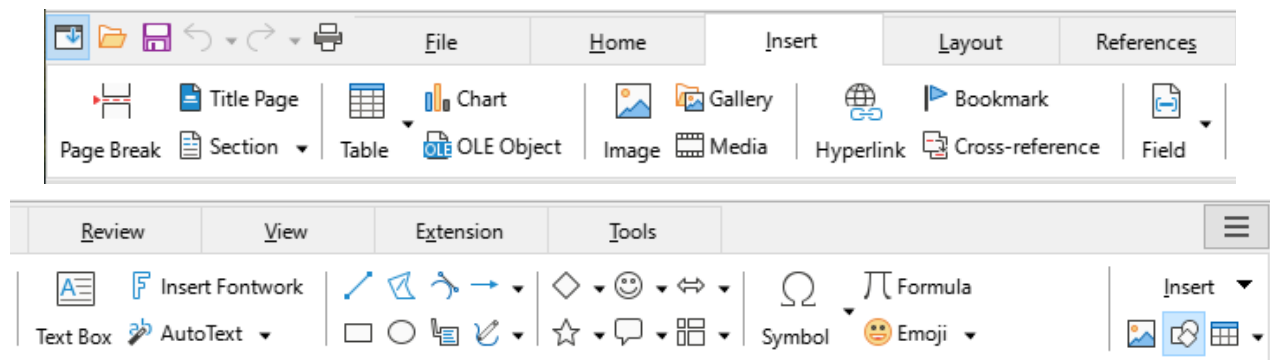 File Home Insert Layout References
Title Page Chart Gallery Bookmark
Page Break Section Table OLE OLE Object Image Media Hyperlink Cross-reference Field
Review View Extension Tools
A Insert Fontwork Ω Formula Insert
Text Box AutoText Symbol Emoji